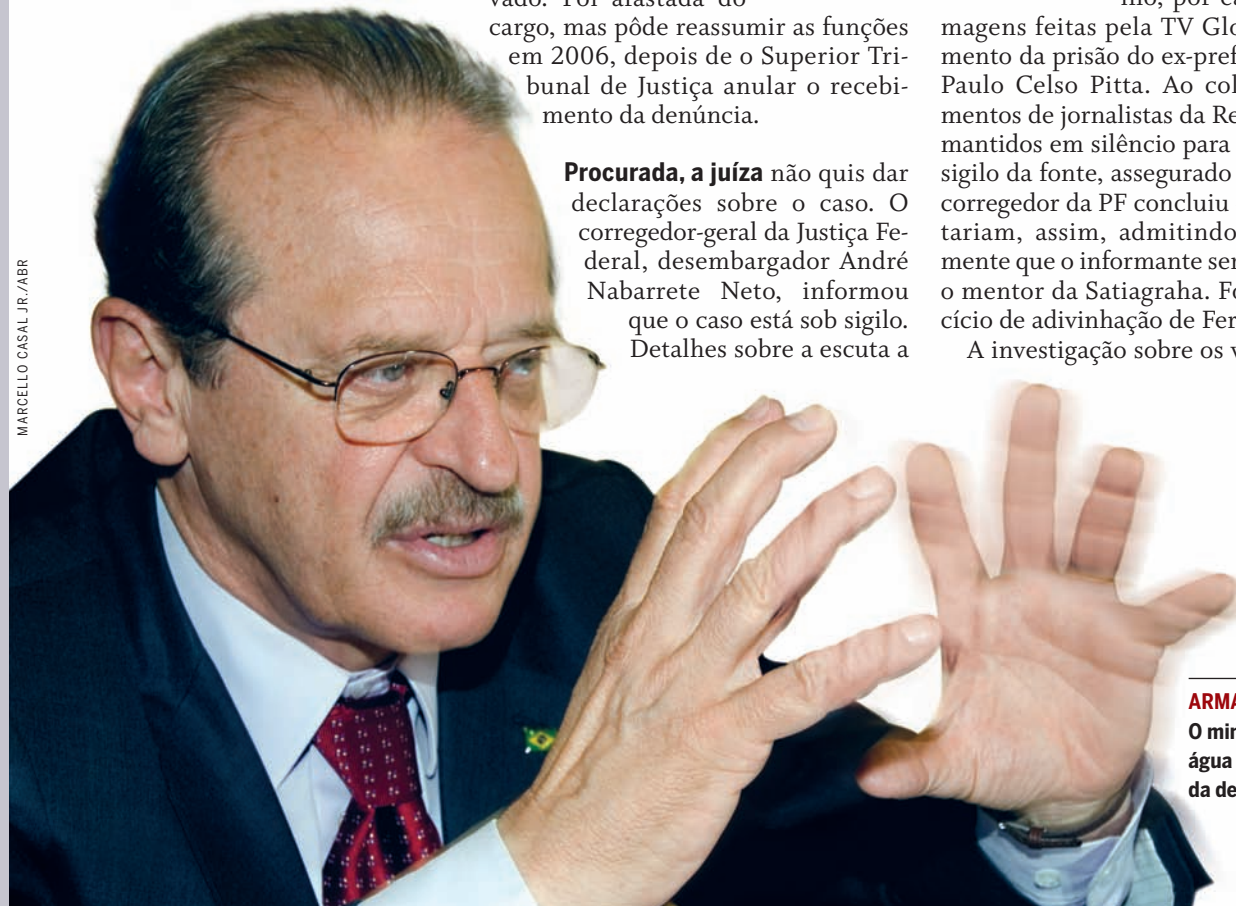 MARCELLO CASAL JR./ABR
cargo, mas pôde reassumir as funções
em 2006, depois de o Superior Tri-
bunal de Justiça anular o recebi-
mento da denúncia.
Procurada, a juíza não quis dar
declarações sobre o caso. O
corregedor-geral da Justiça Fe-
deral, desembargador André
Nabarrete Neto, informou
que o caso está sob sigilo.
Detalhes sobre a escuta a
magens feitas pela TV Glo
mento da prisão do ex-pref
Paulo Celso Pitta. Ao col
mentos de jornalistas da Re
mantidos em silêncio para
sigilo da fonte, assegurado
corregedor da PF concluiu
tariam, assim, admitindo
mente que o informante ser
o mentor da Satiagraha. Fo
cício de adivinhação de Fer
A investigação sobre os v
ARMA
O min
água
da de